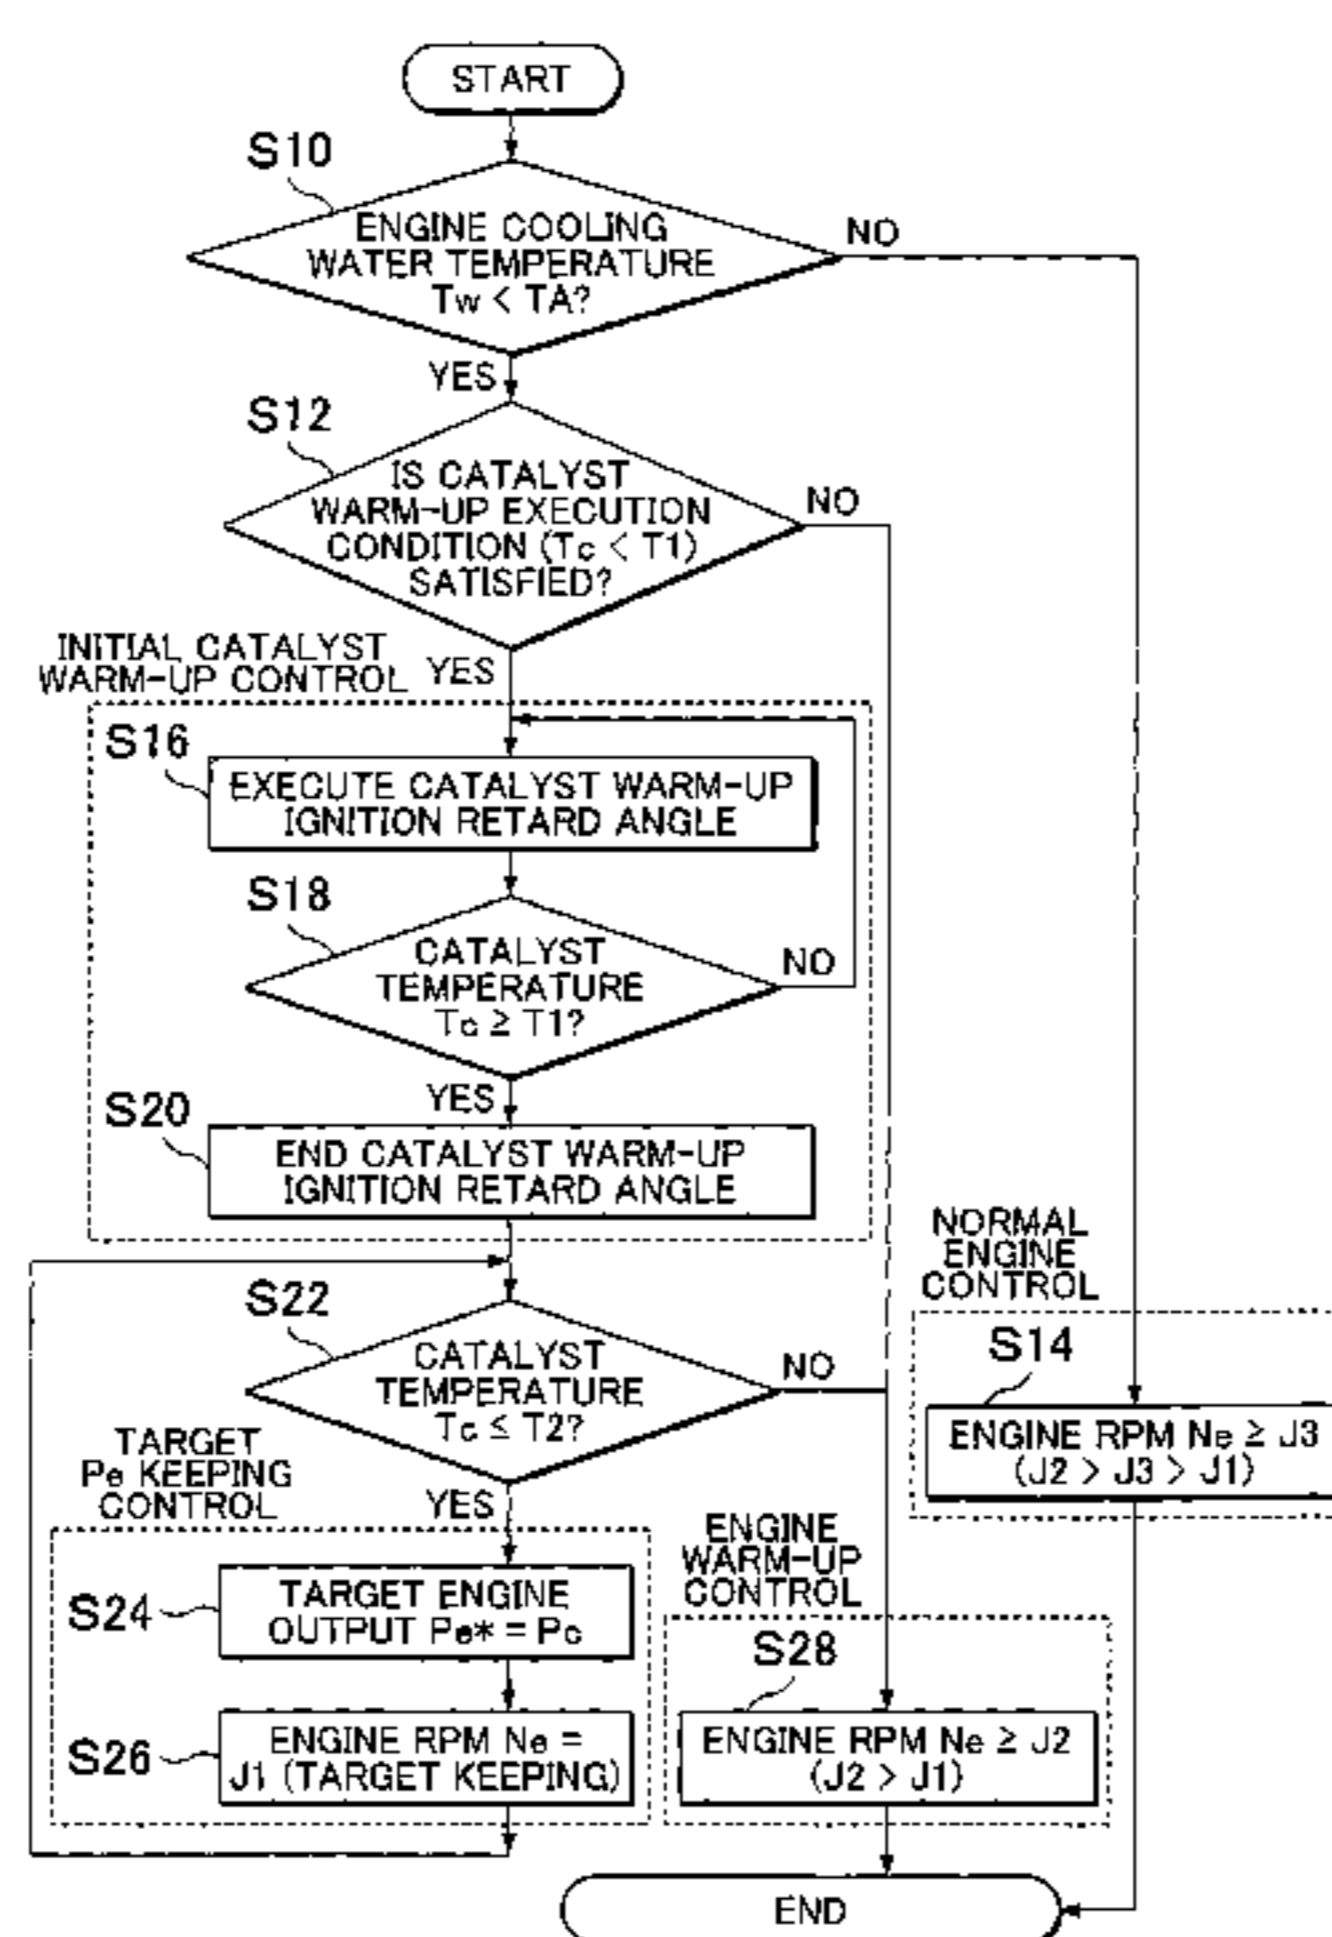 START
S10
ENGINE COOLING
WATER TEMPERATURE
Tw < TA?
NO
YES
S12
IS CATALYST
WARM-UP EXECUTION
CONDITION (Tc < T1)
SATISFIED?
NO
YES
INITIAL CATALYST
WARM-UP CONTROL
S16
EXECUTE CATALYST WARM-UP
IGNITION RETARD ANGLE
S18
CATALYST
TEMPERATURE
Tc ≥ T1?
NO
YES
S20
END CATALYST WARM-UP
IGNITION RETARD ANGLE
S22
CATALYST
TEMPERATURE
Tc ≤ T2?
NO
YES
TARGET
Pe KEEPING
CONTROL
S24
TARGET ENGINE
OUTPUT Pe* = Pc
S26
ENGINE RPM Ne =
J1 (TARGET KEEPING)
ENGINE
WARM-UP
CONTROL
S28
ENGINE RPM Ne ≥ J2
(J2 > J1)
NORMAL
ENGINE
CONTROL
S14
ENGINE RPM Ne ≥ J3
(J2 > J3 > J1)
END